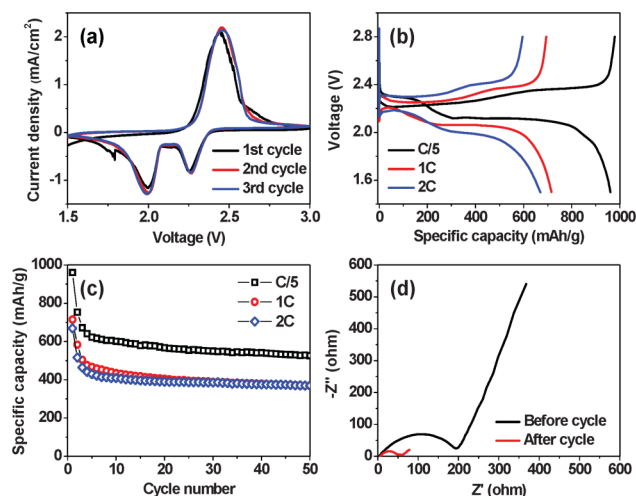 (a)
Current density (mA/cm²)
2
1
0
-1
1st cycle
2nd cycle
3rd cycle
1.5 2.0 2.5 3.0
Voltage (V)
(b)
Voltage (V)
2.8
2.4
2.0
1.6
C/5
1C
2C
0 200 400 600 800 1000
Specific capacity (mAh/g)
(c)
Specific capacity (mAh/g)
1000
800
600
400
200
0
C/5
1C
2C
0 10 20 30 40 50
Cycle number
(d)
-Z'' (ohm)
600
500
400
300
200
100
0
Before cycle
After cycle
0 100 200 300 400 500 600
Z' (ohm)